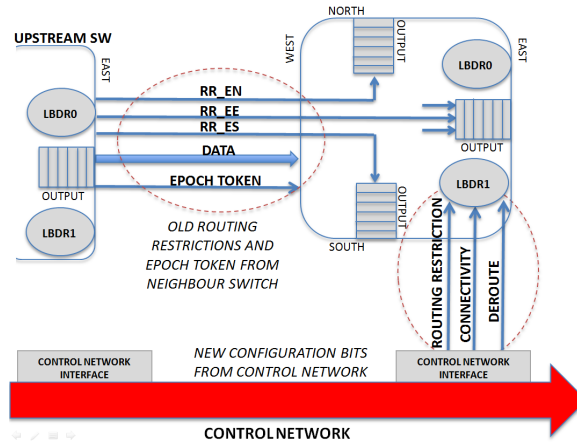 NORTH
UPSTREAM SW
EAST
WEST
OUTPUT
EAST
LBDR0
LBDR0
RR_EN
RR_EE
RR_ES
DATA
EPOCH TOKEN
OUTPUT
OUTPUT
LBDR1
LBDR1
OUTPUT
SOUTH
OLD ROUTING
RESTRICTIONS AND
EPOCH TOKEN FROM
NEIGHBOUR SWITCH
ROUTING RESTRICTION
CONNECTIVITY
DEROUTE
NEW CONFIGURATION BITS
FROM CONTROL NETWORK
CONTROL NETWORK
INTERFACE
CONTROL NETWORK
INTERFACE
CONTROL NETWORK